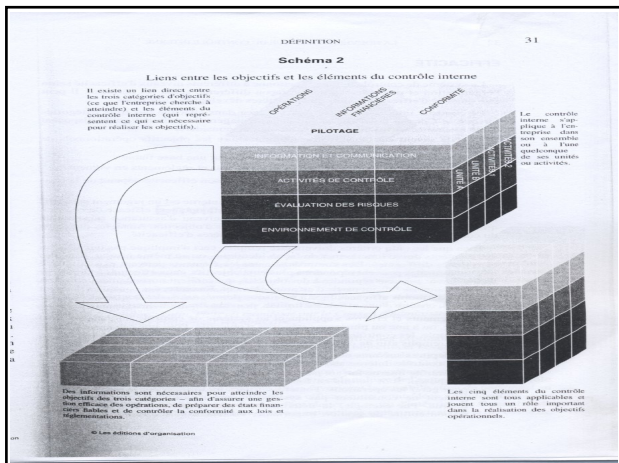 DÉFINITION
31
Schéma 2
Liens entre les objectifs et les éléments du contrôle interne
Il existe un lien direct entre
les trois catégories d'objectifs
(ce que l'entreprise cherche à
atteindre) et les éléments du
contrôle interne (qui repré-
sentent ce qui est nécessaire
pour réaliser les objectifs).
OPÉRATIONS
INFORMATIONS
FINANCIÈRES
CONFORMITÉ
PILOTAGE
INFORMATION ET COMMUNICATION
ACTIVITÉS DE CONTRÔLE
ÉVALUATION DES RISQUES
ENVIRONNEMENT DE CONTRÔLE
UNITÉ A
UNITÉ B
ACTIVITÉ 1
ACTIVITÉ 2
Le contrôle
interne s'ap-
plique à l'en-
treprise dans
son ensemble
ou à l'une
quelconque
de ses unités
ou activités.
Des informations sont nécessaires pour atteindre les
objectifs des trois catégories – afin d'assurer une ges-
tion efficace des opérations, de préparer des états finan-
ciers fiables et de contrôler la conformité aux lois et
réglementations.
Les cinq éléments du contrôle
interne sont tous applicables et
jouent tous un rôle important
dans la réalisation des objectifs
opérationnels.
© Les éditions d'organisation